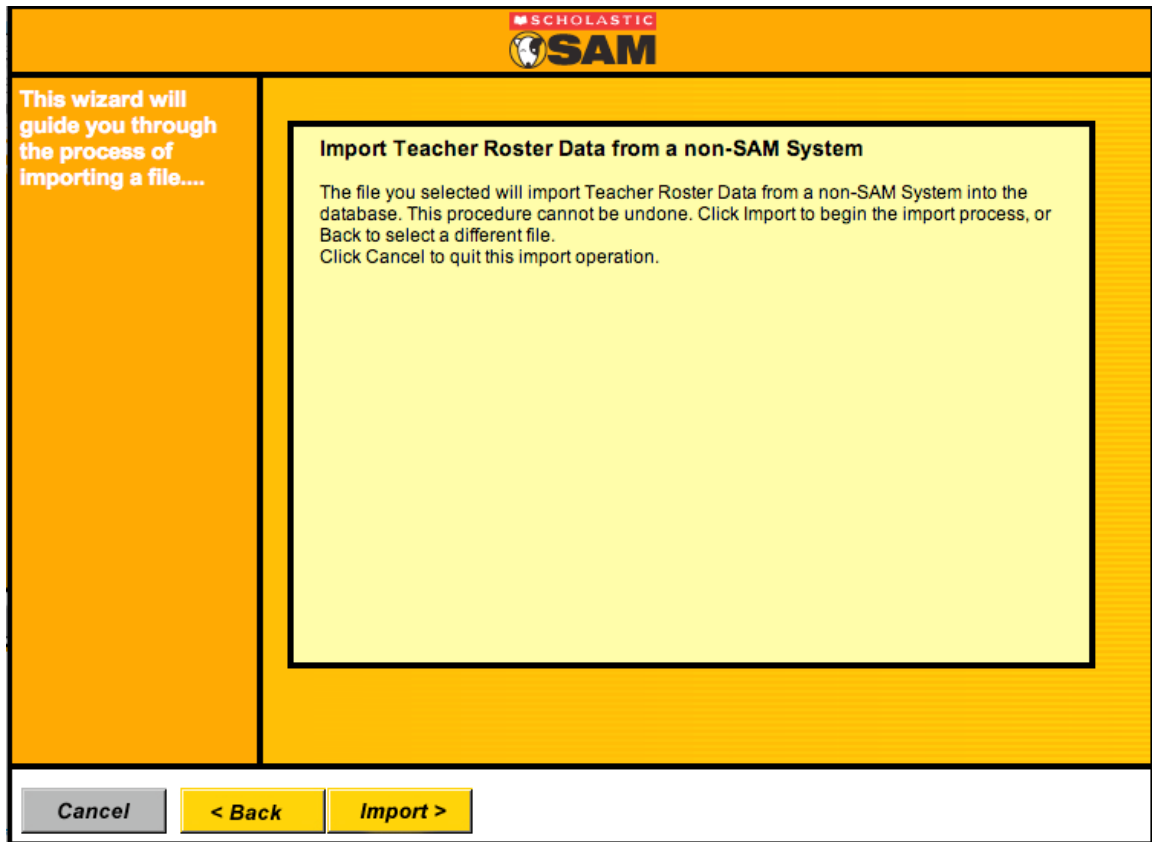 SCHOLASTIC
SAM
This wizard will
guide you through
the process of
importing a file....
Import Teacher Roster Data from a non-SAM System
The file you selected will import Teacher Roster Data from a non-SAM System into the
database. This procedure cannot be undone. Click Import to begin the import process, or
Back to select a different file.
Click Cancel to quit this import operation.
Cancel
< Back
Import >